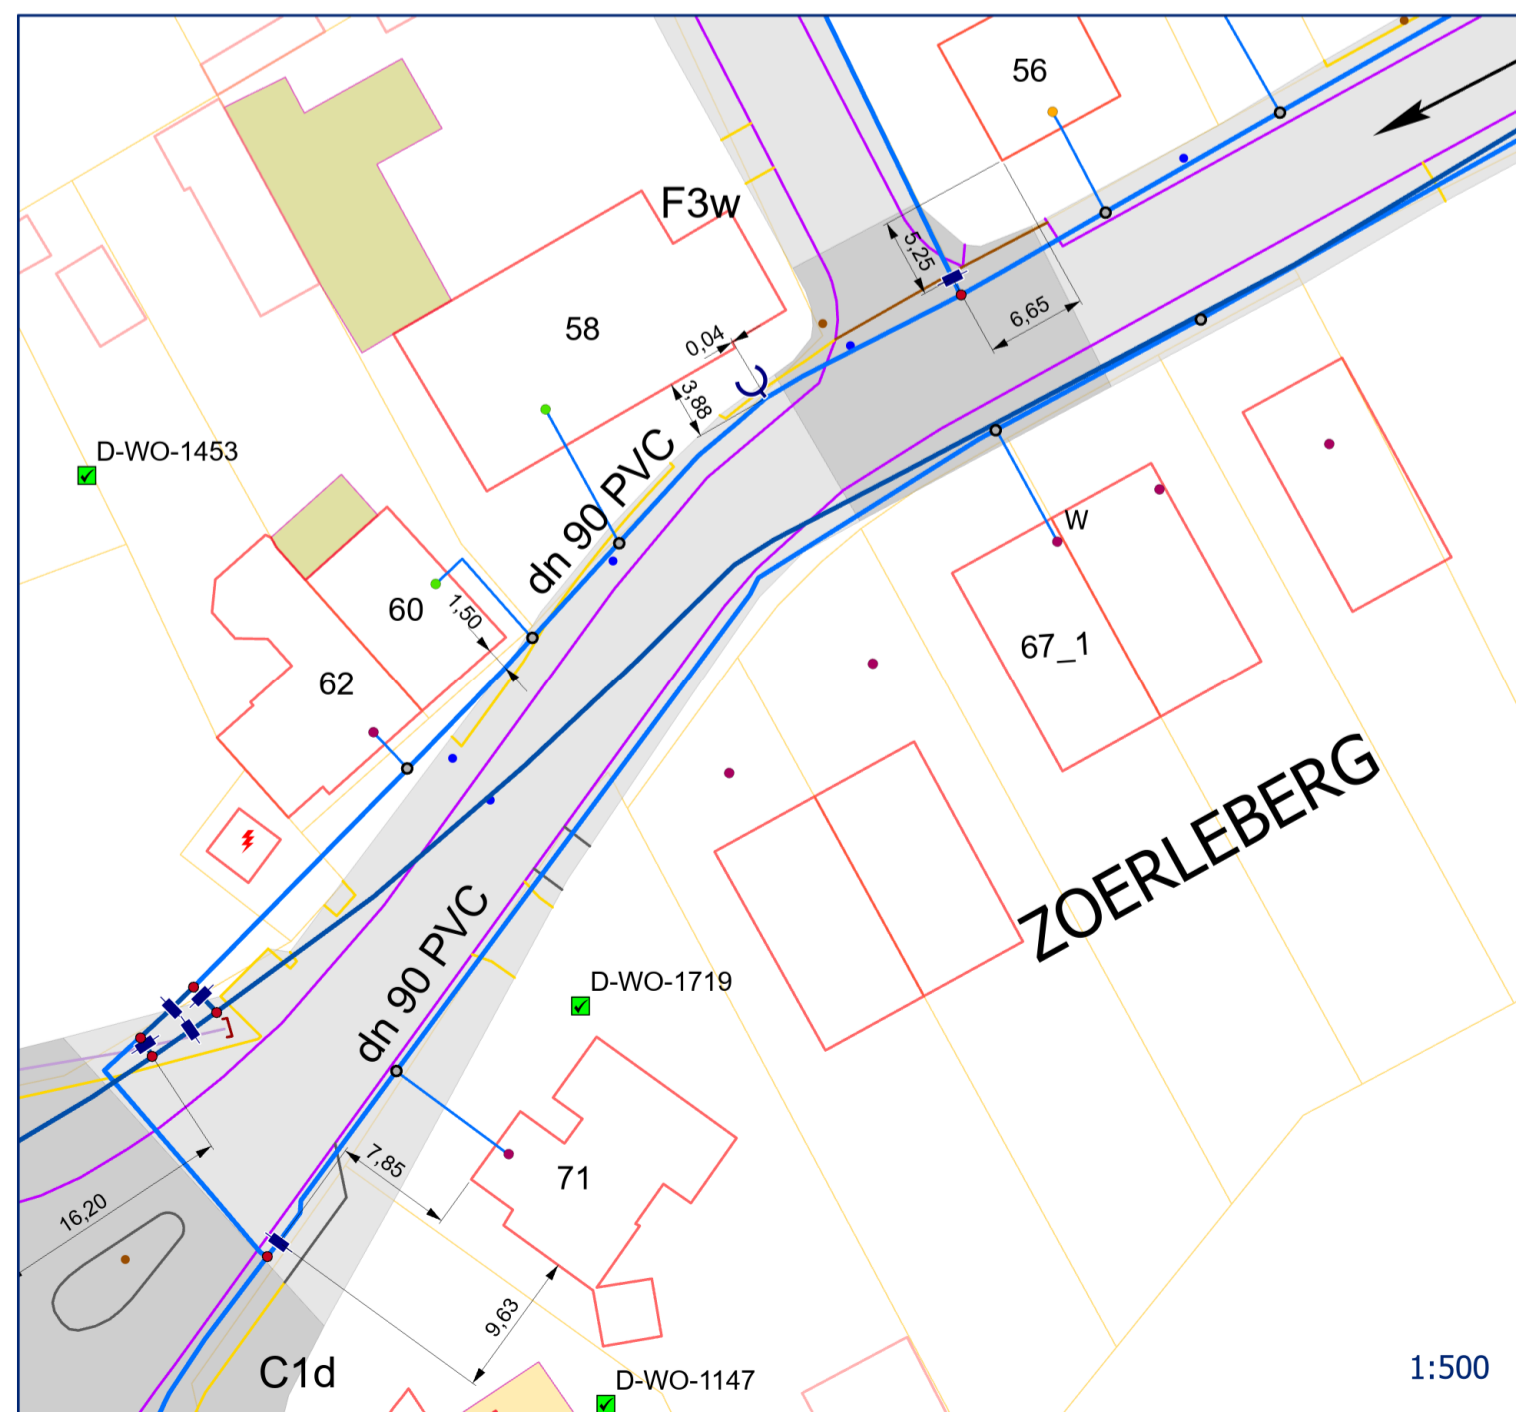 56
F3w
5,25
6,65
58
0,04
3,88
D-WO-1453
dn 90 PVC
W
60
1,50
67_1
62
ZOERLEBERG
dn 90 PVC
D-WO-1719
7,85
71
16,20
9,63
C1d
D-WO-1147
1:500